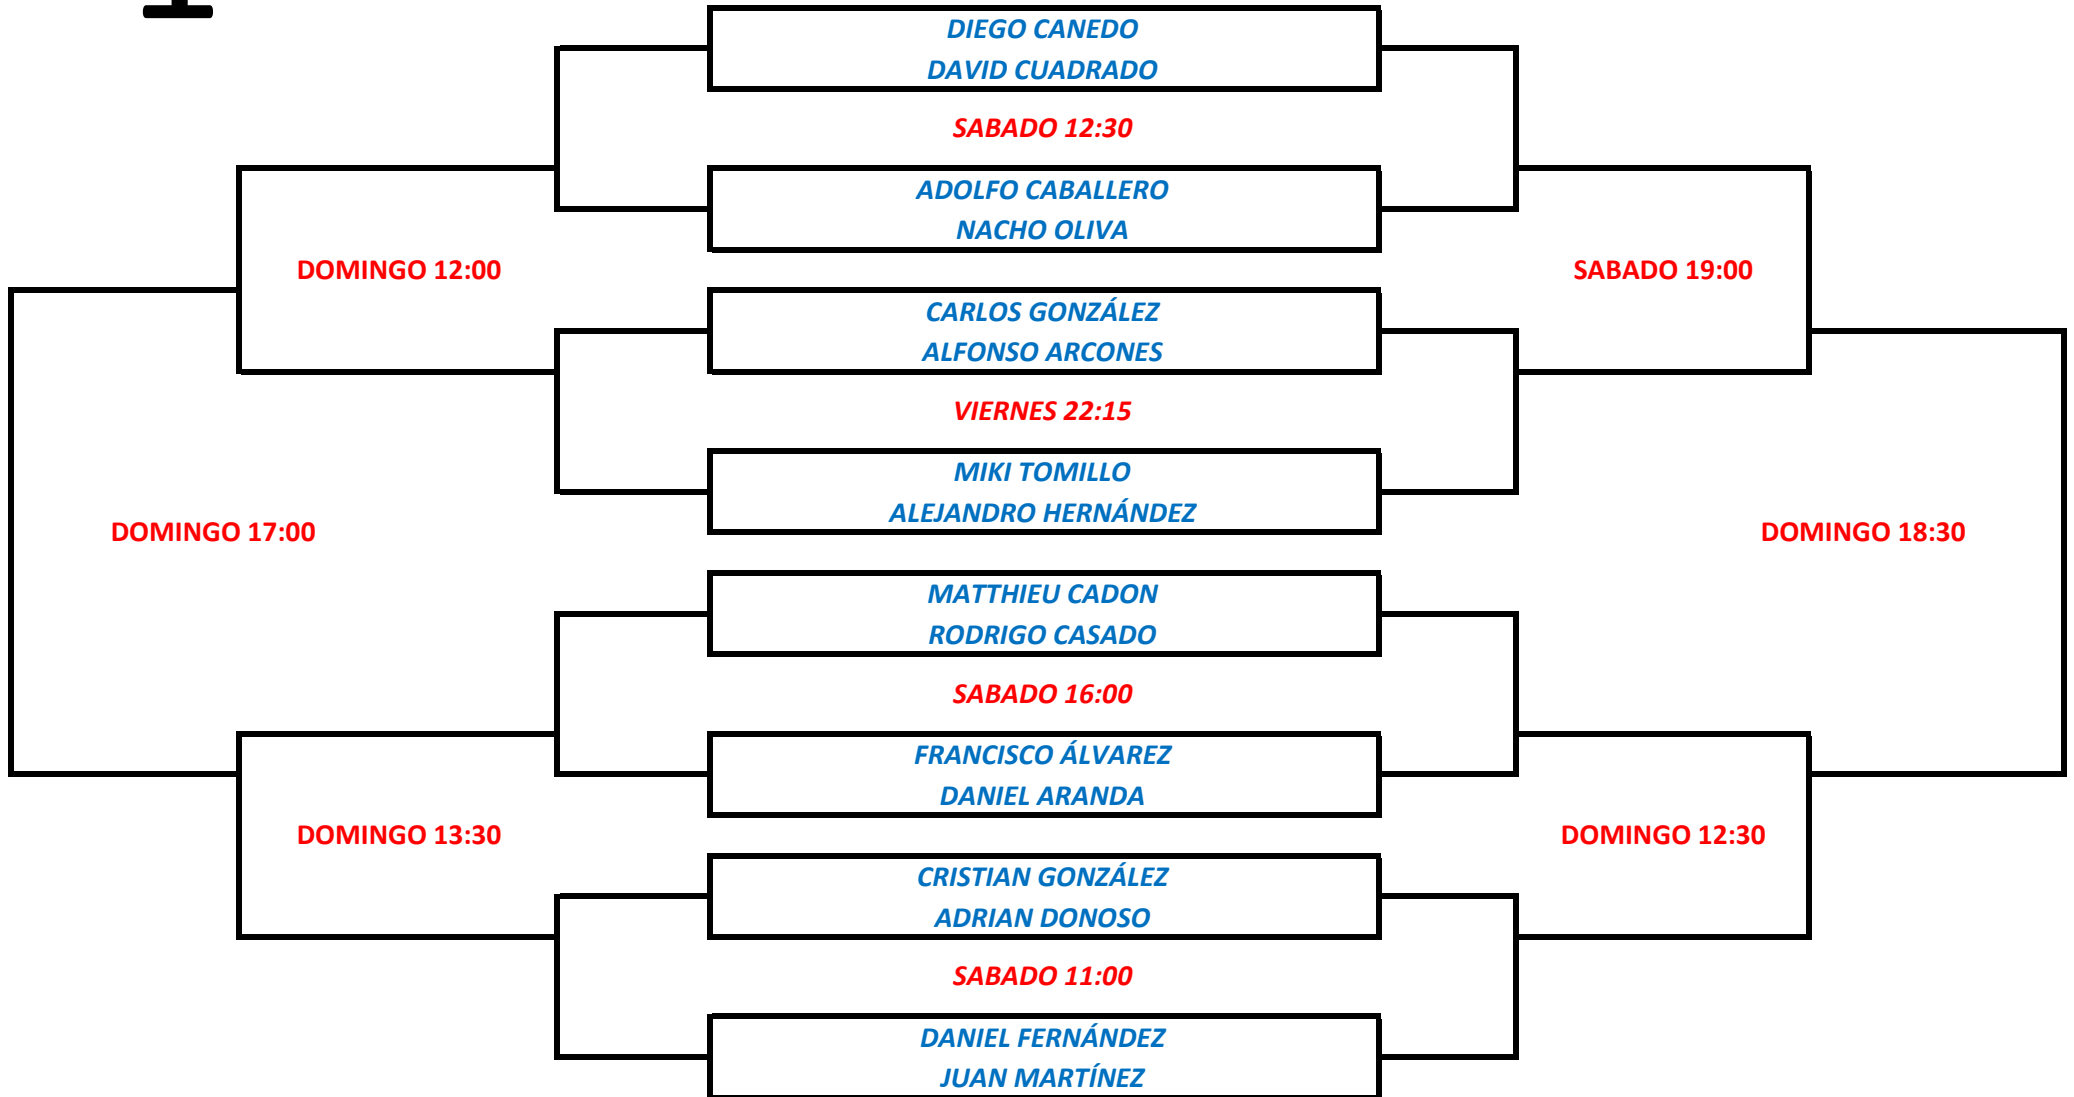 DIEGO CANEDO
DAVID CUADRADO
SABADO 12:30
ADOLFO CABALLERO
NACHO OLIVA
DOMINGO 12:00
SABADO 19:00
CARLOS GONZÁLEZ
ALFONSO ARCONES
VIERNES 22:15
MIKI TOMILLO
ALEJANDRO HERNÁNDEZ
DOMINGO 17:00
DOMINGO 18:30
MATTHIEU CADON
RODRIGO CASADO
SABADO 16:00
FRANCISCO ÁLVAREZ
DANIEL ARANDA
DOMINGO 13:30
DOMINGO 12:30
CRISTIAN GONZÁLEZ
ADRIAN DONOSO
SABADO 11:00
DANIEL FERNÁNDEZ
JUAN MARTÍNEZ